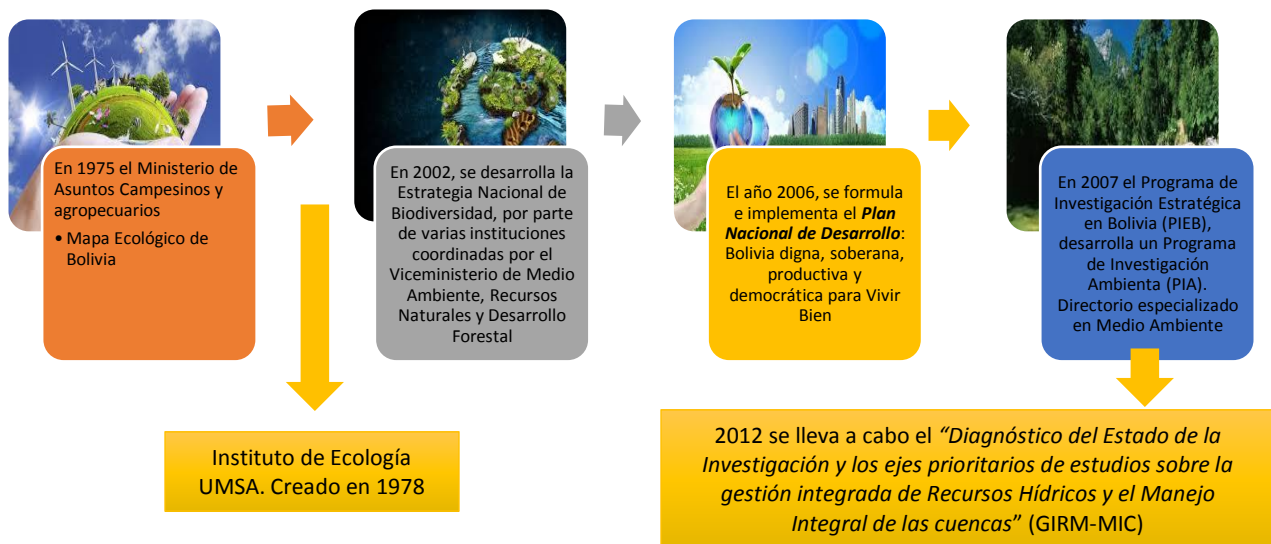 En 1975 el Ministerio de
Asuntos Campesinos y
agropecuarios
• Mapa Ecológico de
Bolivia
En 2002, se desarrolla la
Estrategia Nacional de
Biodiversidad, por parte
de varias instituciones
coordinadas por el
Viceministerio de Medio
Ambiente, Recursos
Naturales y Desarrollo
Forestal
El año 2006, se formula
e implementa el Plan
Nacional de Desarrollo:
Bolivia digna, soberana,
productiva y
democrática para Vivir
Bien
En 2007 el Programa de
Investigación Estratégica
en Bolivia (PIEB),
desarrolla un Programa
de Investigación
Ambienta (PIA).
Directorio especializado
en Medio Ambiente
Instituto de Ecología
UMSA. Creado en 1978
2012 se lleva a cabo el “Diagnóstico del Estado de la
Investigación y los ejes prioritarios de estudios sobre la
gestión integrada de Recursos Hídricos y el Manejo
Integral de las cuencas” (GIRM-MIC)